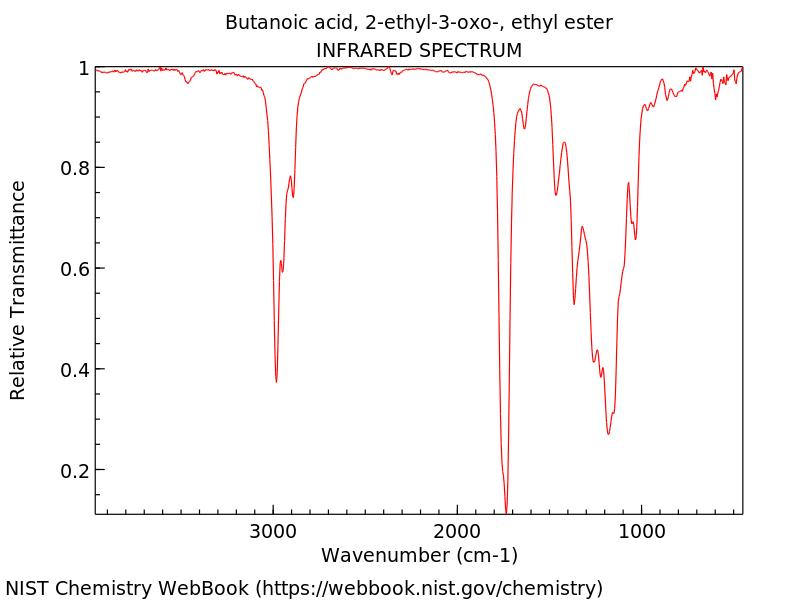 Butanoic acid, 2-ethyl-3-oxo-, ethyl ester
INFRARED SPECTRUM
1
0.8
0.6
0.4
0.2
Relative Transmittance
3000 2000 1000
Wavenumber (cm-1)
NIST Chemistry WebBook (https://webbook.nist.gov/chemistry)